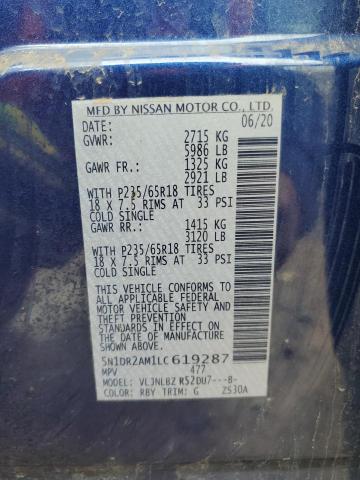 MFD BY NISSAN MOTOR CO., LTD.
DATE: 06/20
GVWR: 2715 KG
5986 LB
GAWR FR.: 1325 KG
2921 LB
WITH P235/65R18 TIRES
18 X 7.5 RIMS AT 33 PSI
COLD SINGLE
GAWR RR.: 1415 KG
3120 LB
WITH P235/65R18 TIRES
18 X 7.5 RIMS AT 33 PSI
COLD SINGLE
THIS VEHICLE CONFORMS TO
ALL APPLICABLE FEDERAL
MOTOR VEHICLE SAFETY
STANDARDS IN EFFECT ON
THE DATE OF MANUFACTURE
SHOWN ABOVE.
5N1DR2AM1LC619287
MPV 477
MODEL: VLJNLBZ R52DU7---B-
COLOR: RBY TRIM: G ZS30A